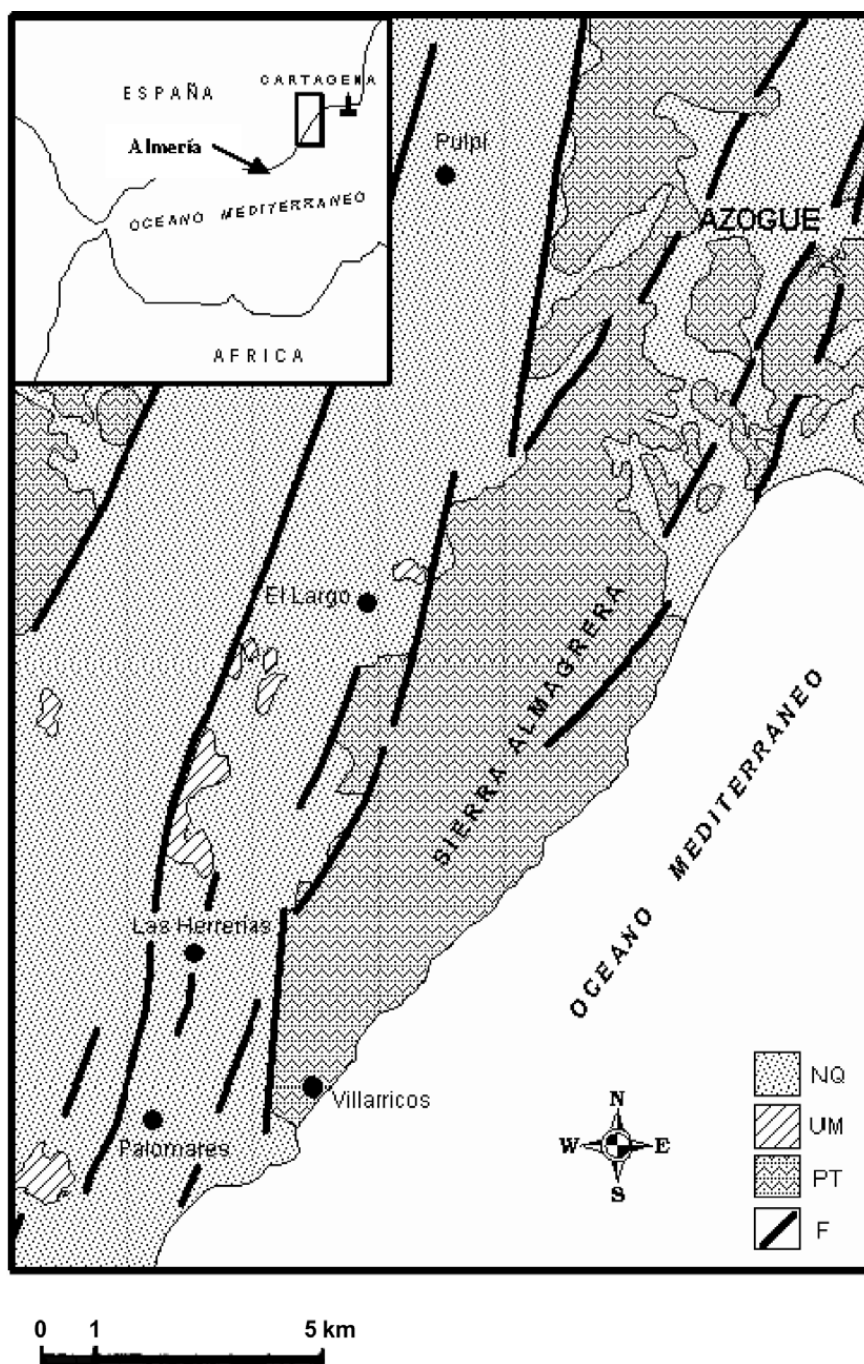 ESPAÑA
CARTAGENA
Almería
OCEANO MEDITERRANEO
AFRICA
Pulpí
AZOGUE
El Largo
SIERRA ALMAGRERA
OCEANO MEDITERRANEO
Las Herrerías
Villarricos
Palomares
N
W E
S
NQ
UM
PT
F
0 1 5 km